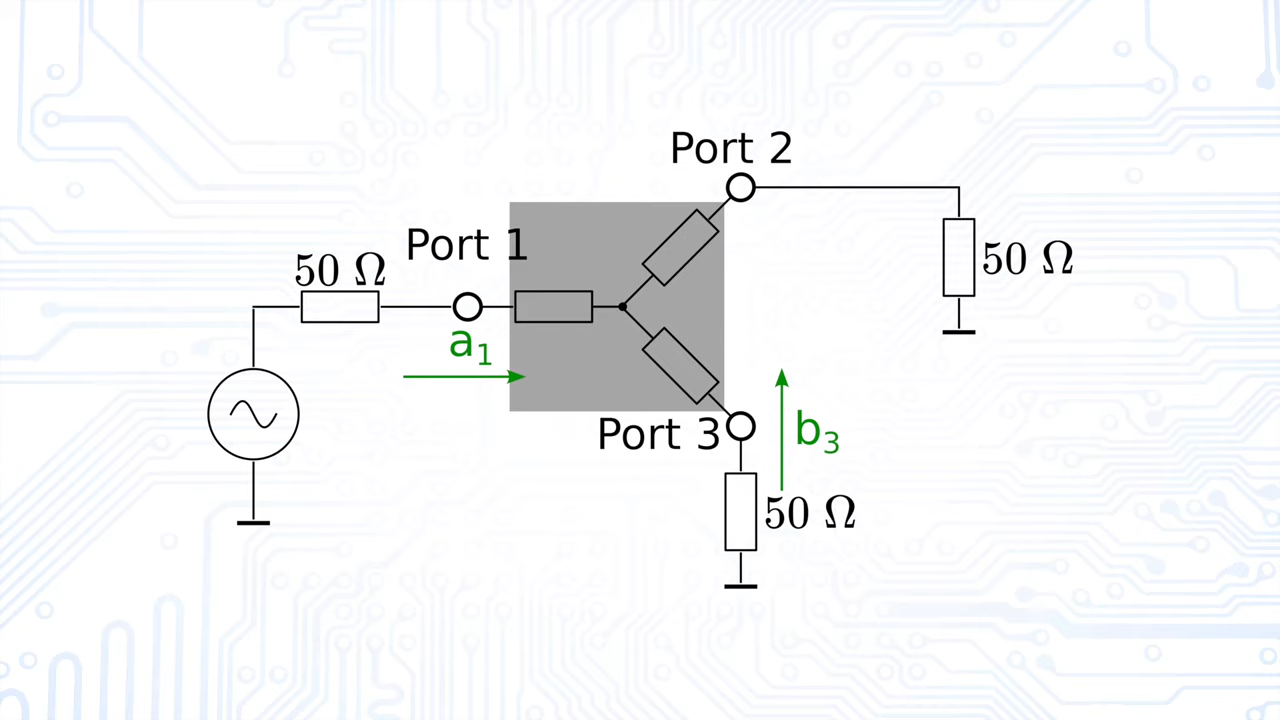 Port 2
Port 1
50 Ω
50 Ω
a₁
Port 3
b₃
50 Ω